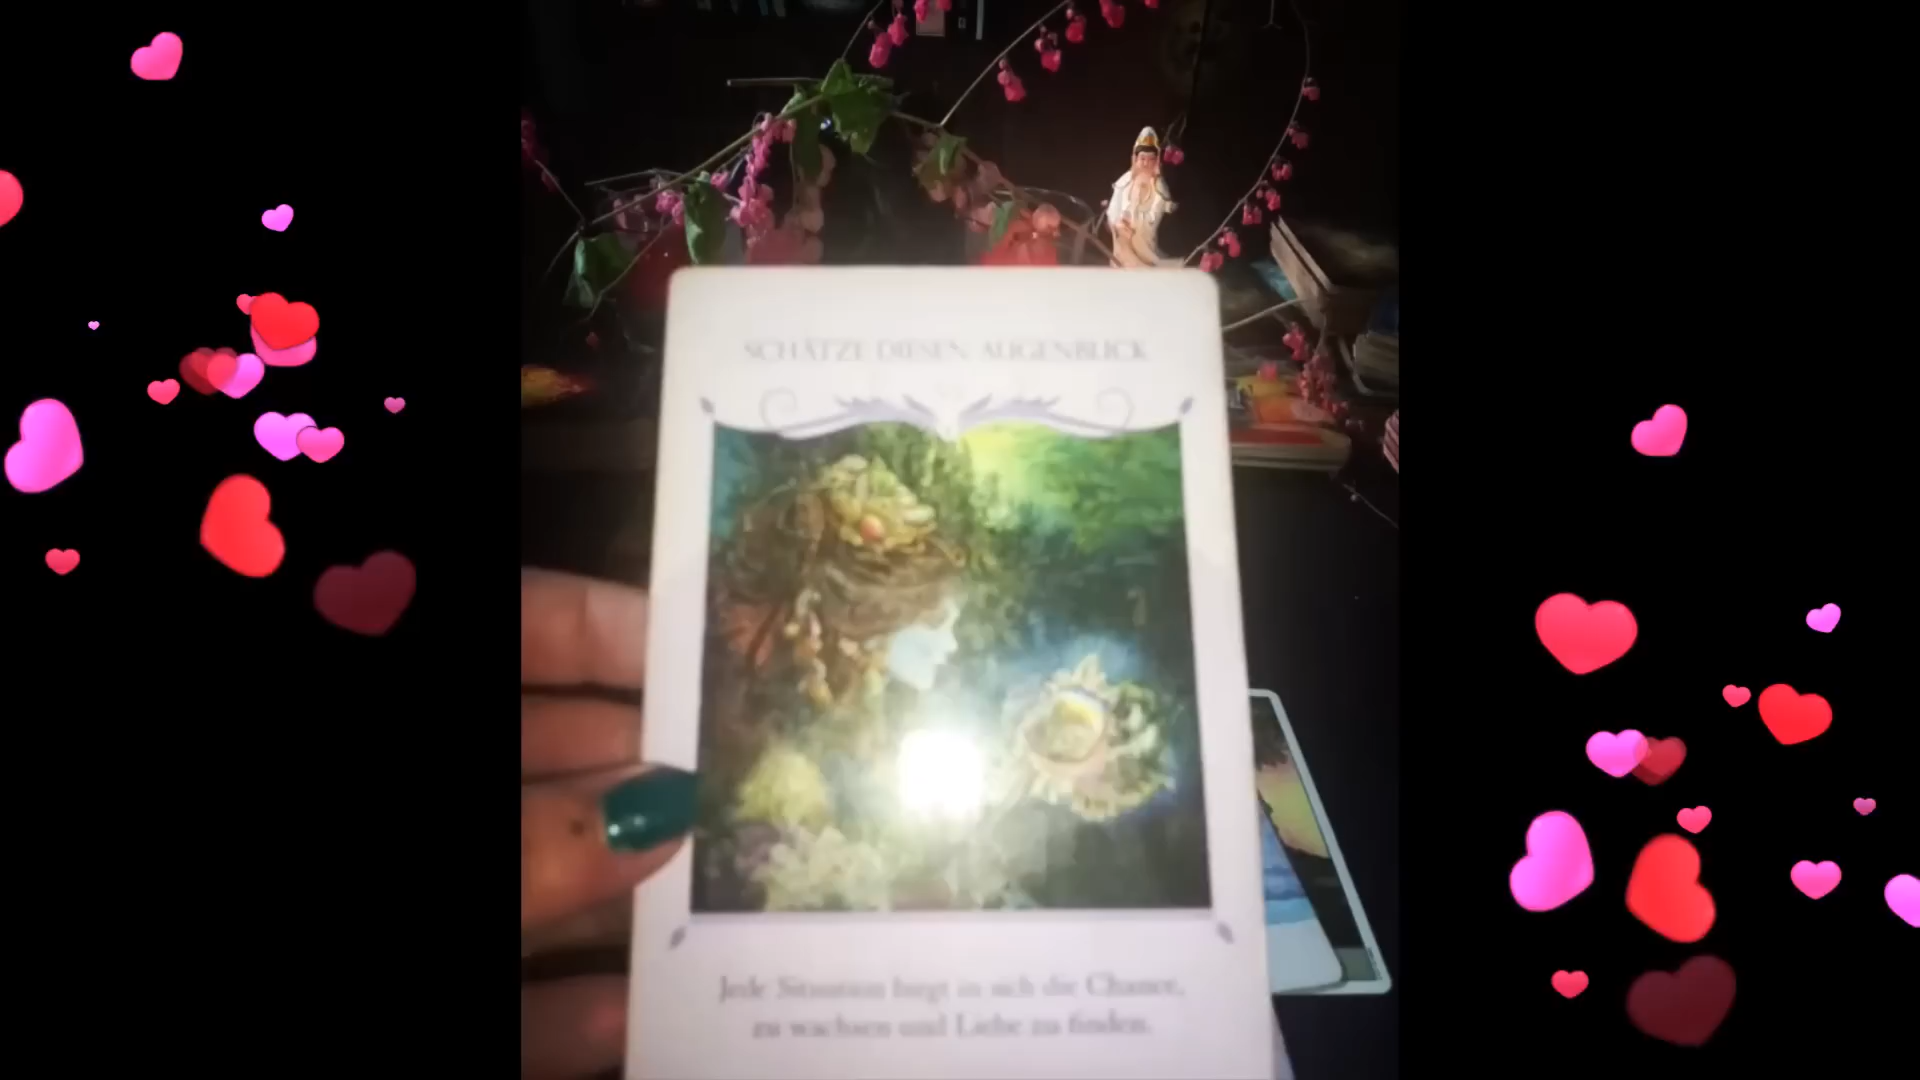 SCHÄTZE DIESEN AUGENBLICK
Jede Situation birgt in sich die Chance,
zu wachsen und Liebe zu finden.